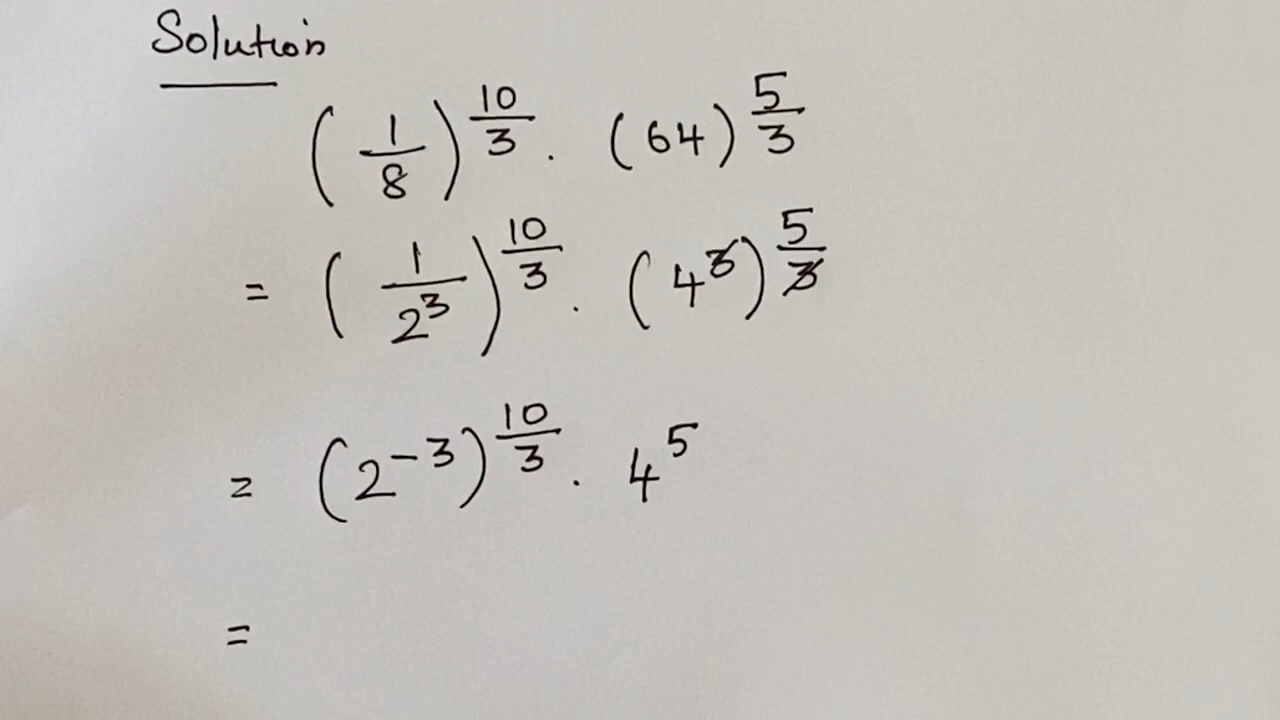 Solution
(1/8)^(10/3) . (64)^(5/3)
= (1/2^3)^(10/3) . (4^3)^(5/3)
= (2^-3)^(10/3) . 4^5
=